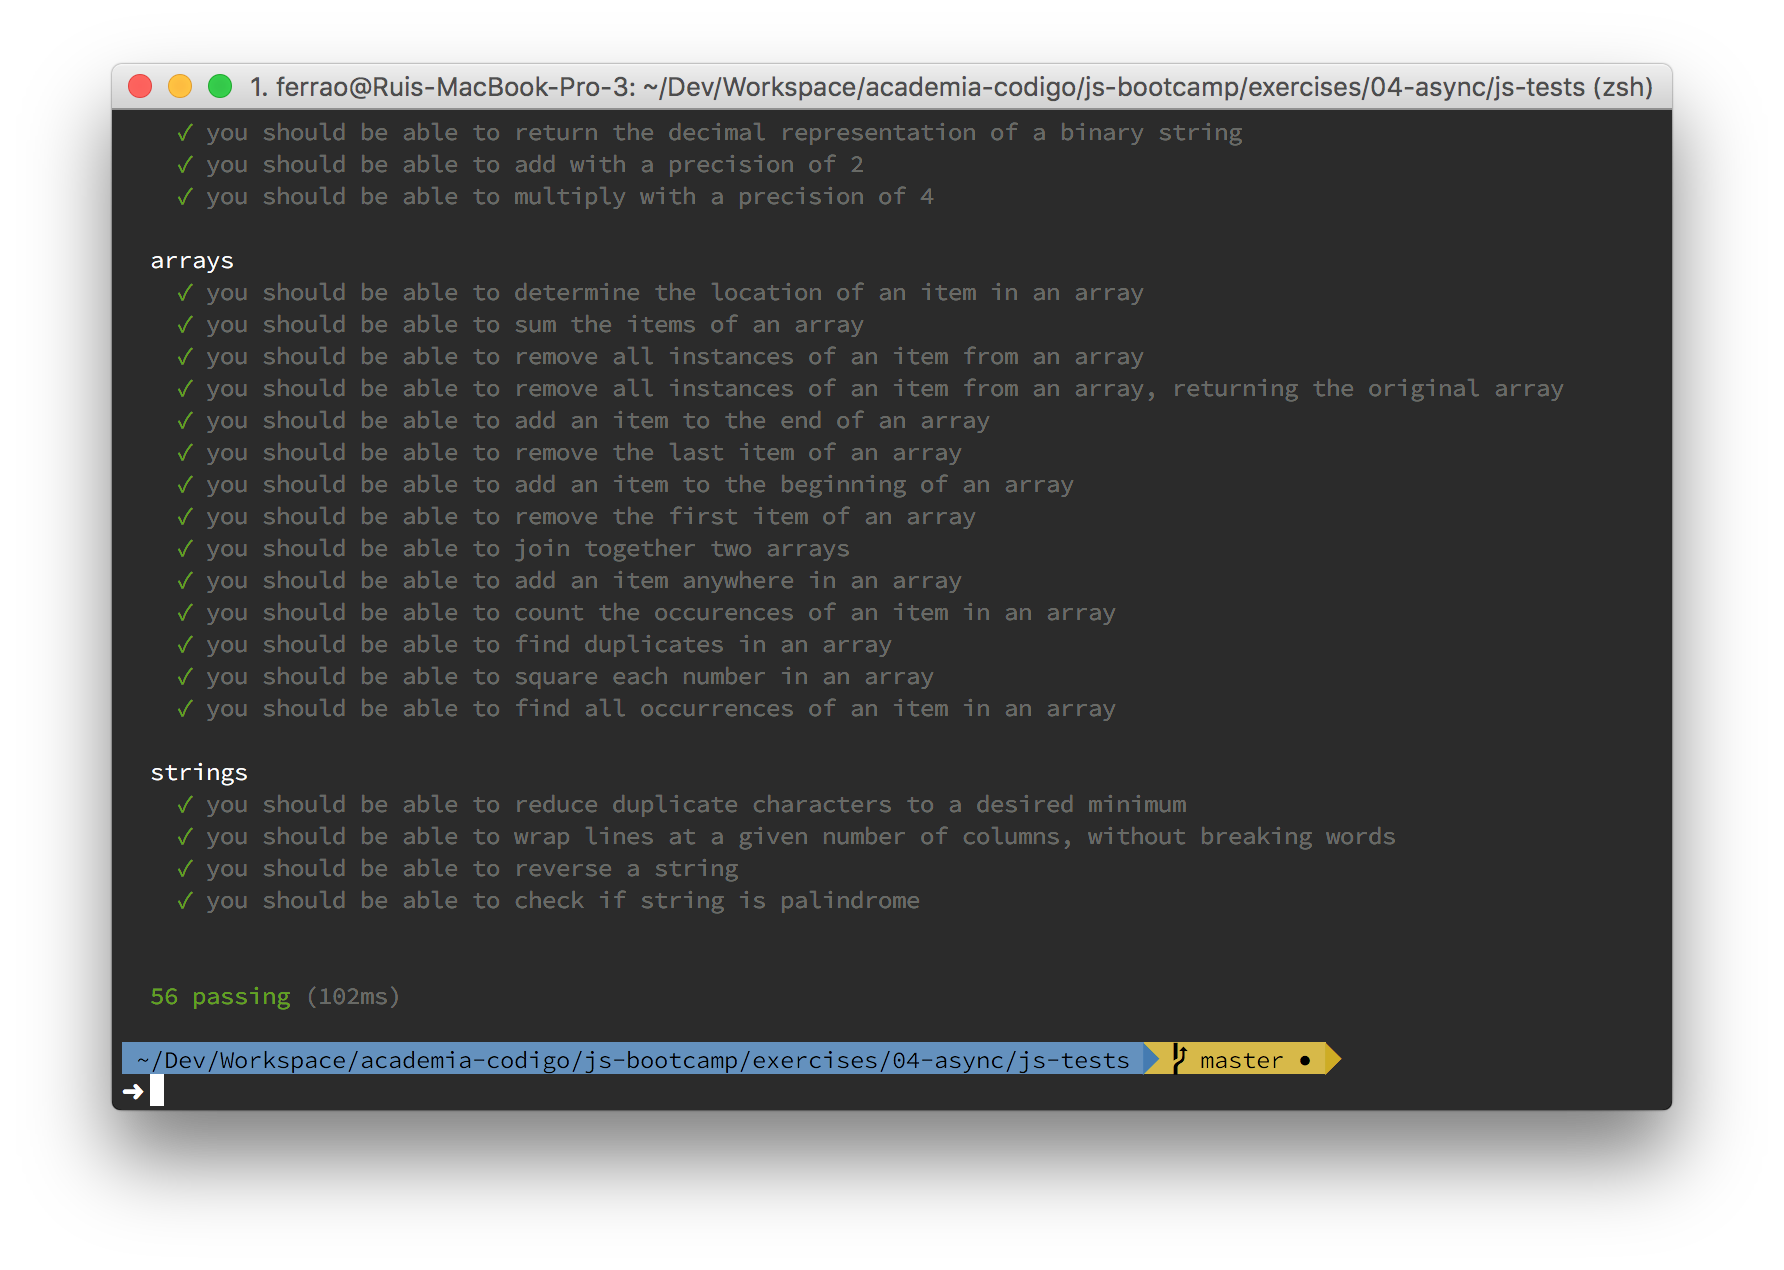 1. ferrao@Ruis-MacBook-Pro-3: ~/Dev/Workspace/academia-codigo/js-bootcamp/exercises/04-async/js-tests (zsh)
✓ you should be able to return the decimal representation of a binary string
✓ you should be able to add with a precision of 2
✓ you should be able to multiply with a precision of 4
arrays
✓ you should be able to determine the location of an item in an array
✓ you should be able to sum the items of an array
✓ you should be able to remove all instances of an item from an array
✓ you should be able to remove all instances of an item from an array, returning the original array
✓ you should be able to add an item to the end of an array
✓ you should be able to remove the last item of an array
✓ you should be able to add an item to the beginning of an array
✓ you should be able to remove the first item of an array
✓ you should be able to join together two arrays
✓ you should be able to add an item anywhere in an array
✓ you should be able to count the occurences of an item in an array
✓ you should be able to find duplicates in an array
✓ you should be able to square each number in an array
✓ you should be able to find all occurrences of an item in an array
strings
✓ you should be able to reduce duplicate characters to a desired minimum
✓ you should be able to wrap lines at a given number of columns, without breaking words
✓ you should be able to reverse a string
✓ you should be able to check if string is palindrome
56 passing (102ms)
~/Dev/Workspace/academia-codigo/js-bootcamp/exercises/04-async/js-tests master ●
➜